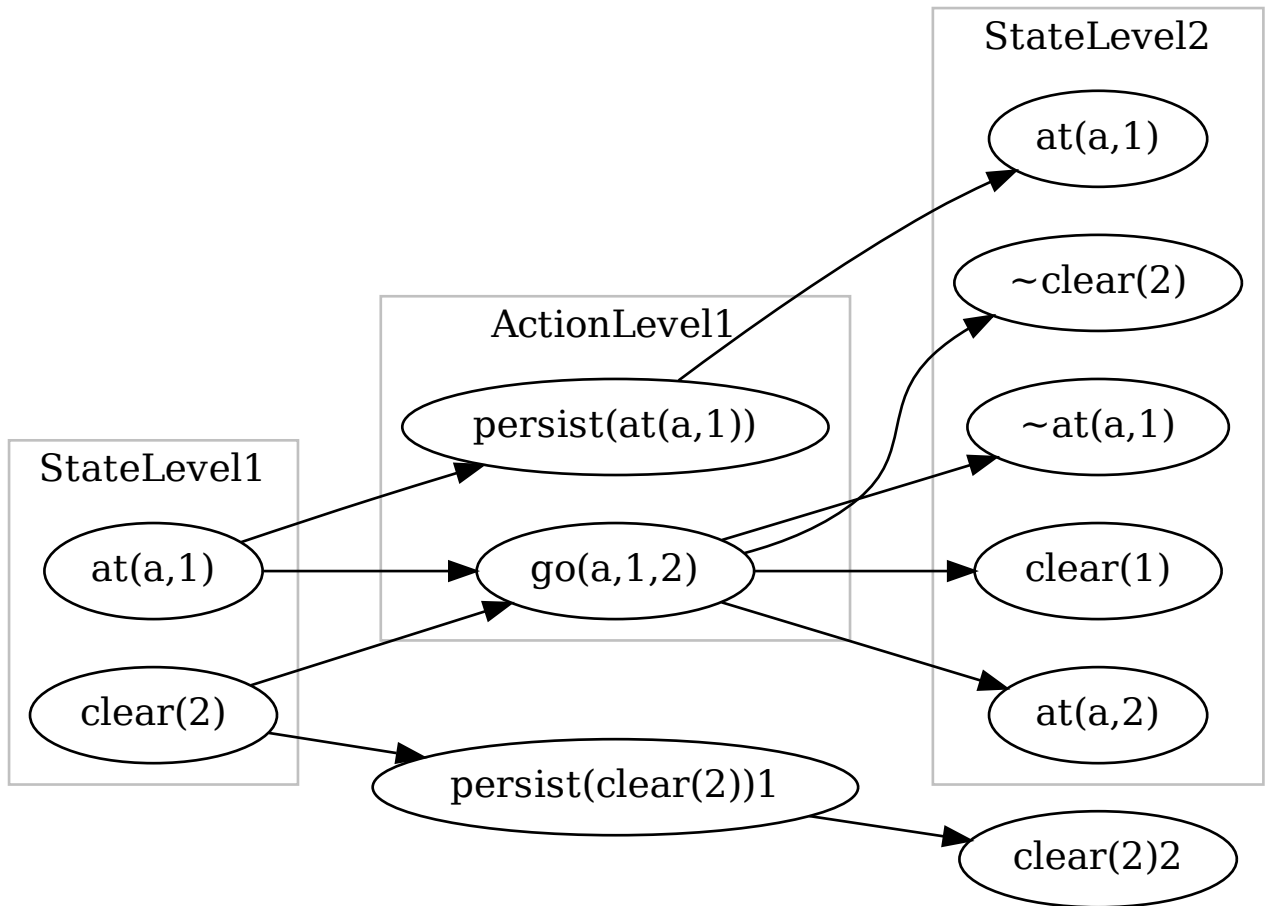 StateLevel2
at(a,1)
~clear(2)
ActionLevel1
persist(at(a,1))
~at(a,1)
StateLevel1
at(a,1)
go(a,1,2)
clear(1)
clear(2)
at(a,2)
persist(clear(2))1
clear(2)2